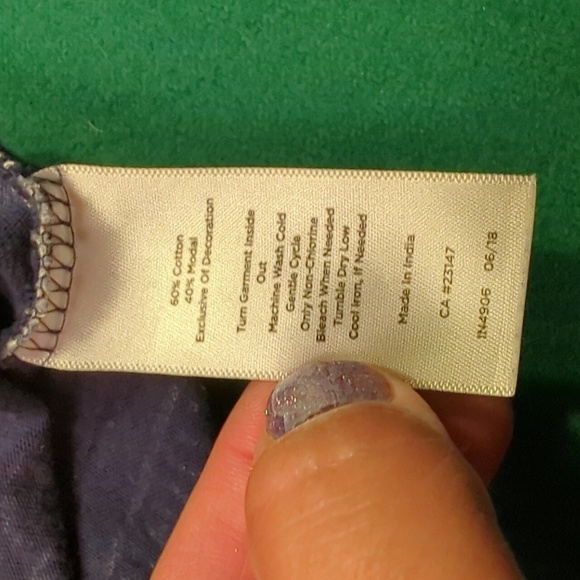 60% Cotton
40% Modal
Exclusive Of Decoration
Turn Garment Inside
Out
Machine Wash Cold
Gentle Cycle
Only Non-Chlorine
Bleach When Needed
Tumble Dry Low
Cool Iron, If Needed
Made In India
CA #23147
IN4906 06/18